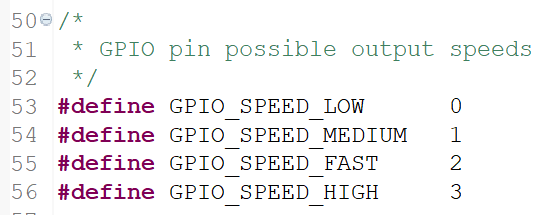 50 /*
51 * GPIO pin possible output speeds
52 */
53 #define GPIO_SPEED_LOW 0
54 #define GPIO_SPEED_MEDIUM 1
55 #define GPIO_SPEED_FAST 2
56 #define GPIO_SPEED_HIGH 3